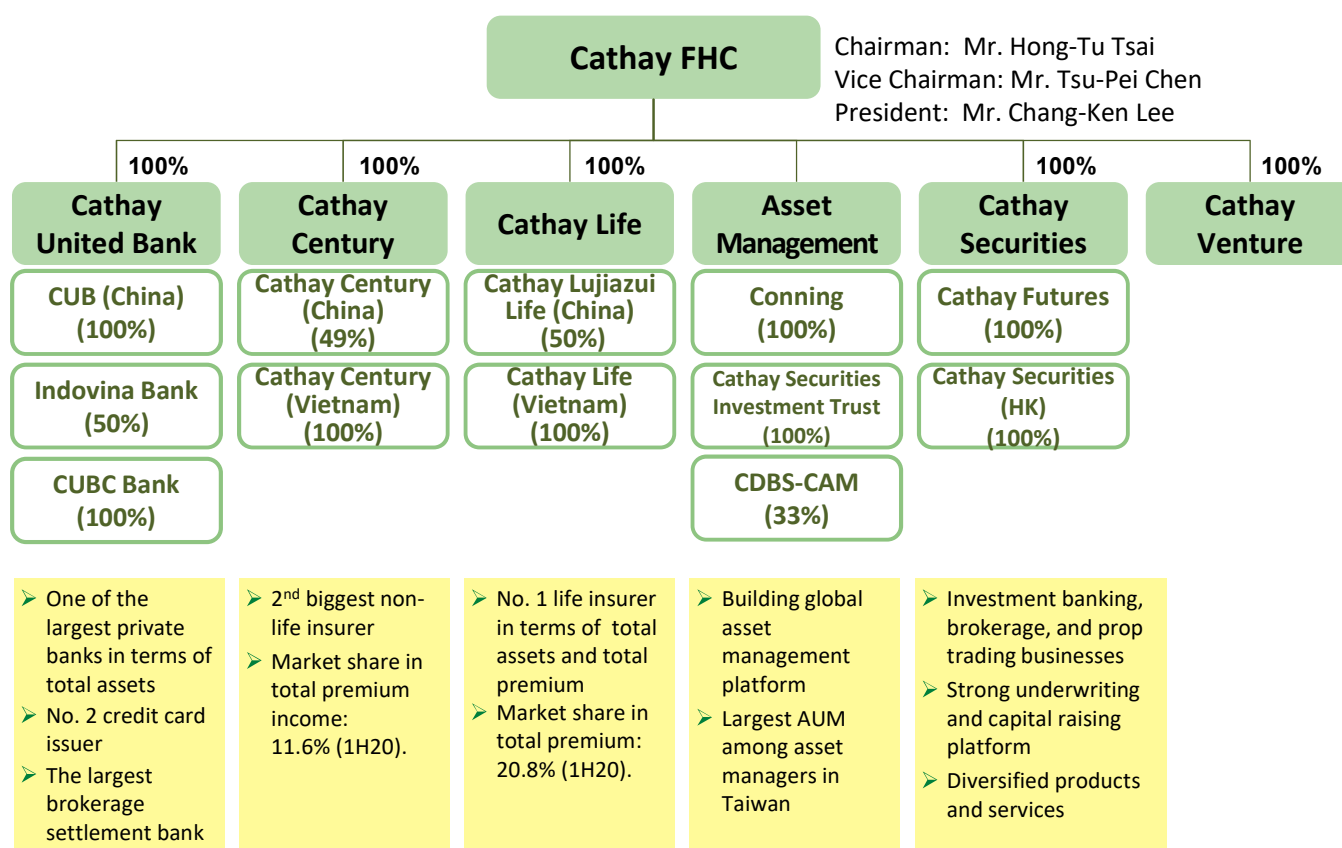 Cathay FHC
Chairman: Mr. Hong-Tu Tsai
Vice Chairman: Mr. Tsu-Pei Chen
President: Mr. Chang-Ken Lee
100%
100%
100%
100%
100%
Cathay
United Bank
Cathay
Century
Cathay Life
Asset
Management
Cathay
Securities
Cathay
Venture
CUB (China)
(100%)
Indovina Bank
(50%)
CUBC Bank
(100%)
Cathay Century
(China)
(49%)
Cathay Century
(Vietnam)
(100%)
Cathay Lujiazui
Life (China)
(50%)
Cathay Life
(Vietnam)
(100%)
Conning
(100%)
Cathay Securities
Investment Trust
(100%)
CDBS-CAM
(33%)
Cathay Futures
(100%)
Cathay Securities
(HK)
(100%)
➢ One of the
largest private
banks in terms of
total assets
➢ No. 2 credit card
issuer
➢ The largest
brokerage
settlement bank
➢ 2nd biggest non-
life insurer
➢ Market share in
total premium
income:
11.6% (1H20).
➢ No. 1 life insurer
in terms of total
assets and total
premium
➢ Market share in
total premium:
20.8% (1H20).
➢ Building global
asset
management
platform
➢ Largest AUM
among asset
managers in
Taiwan
➢ Investment banking,
brokerage, and prop
trading businesses
➢ Strong underwriting
and capital raising
platform
➢ Diversified products
and services